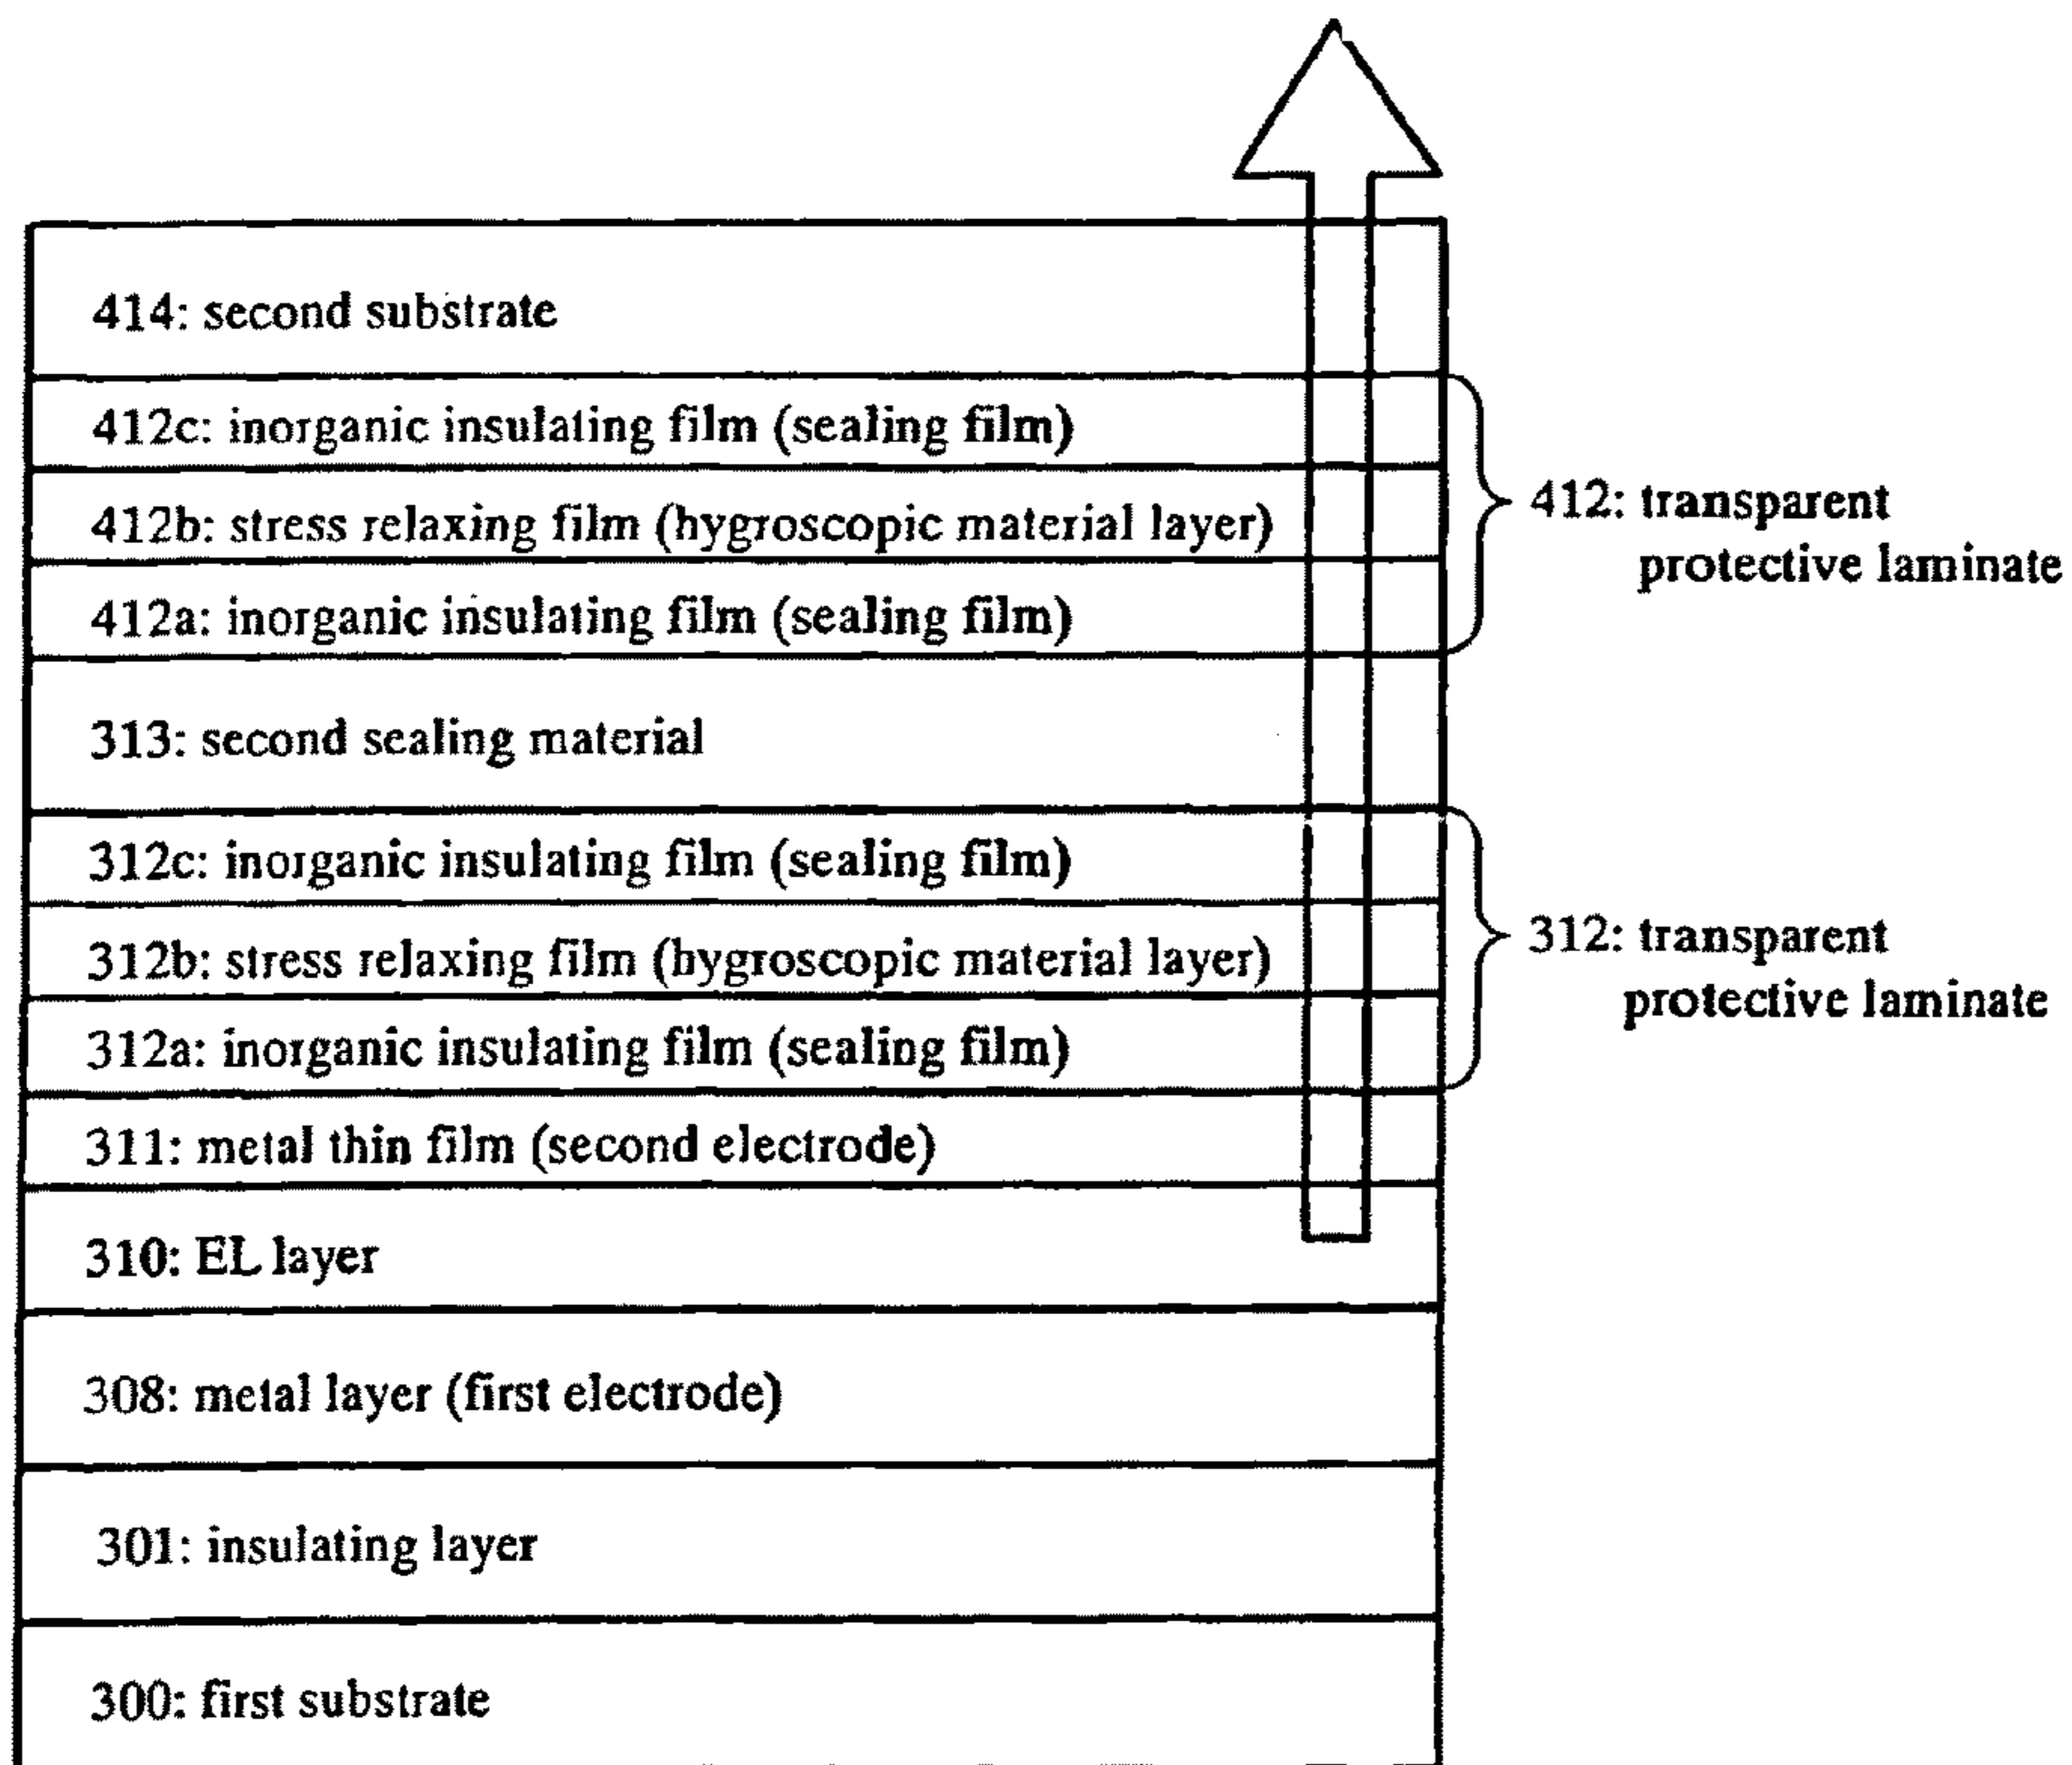 414: second substrate
412c: inorganic insulating film (sealing film)
412b: stress relaxing film (hygroscopic material layer)
412: transparent
protective laminate
412a: inorganic insulating film (sealing film)
313: second sealing material
312c: inorganic insulating film (sealing film)
312b: stress relaxing film (hygroscopic material layer)
312: transparent
protective laminate
312a: inorganic insulating film (sealing film)
311: metal thin film (second electrode)
310: EL layer
308: metal layer (first electrode)
301: insulating layer
300: first substrate